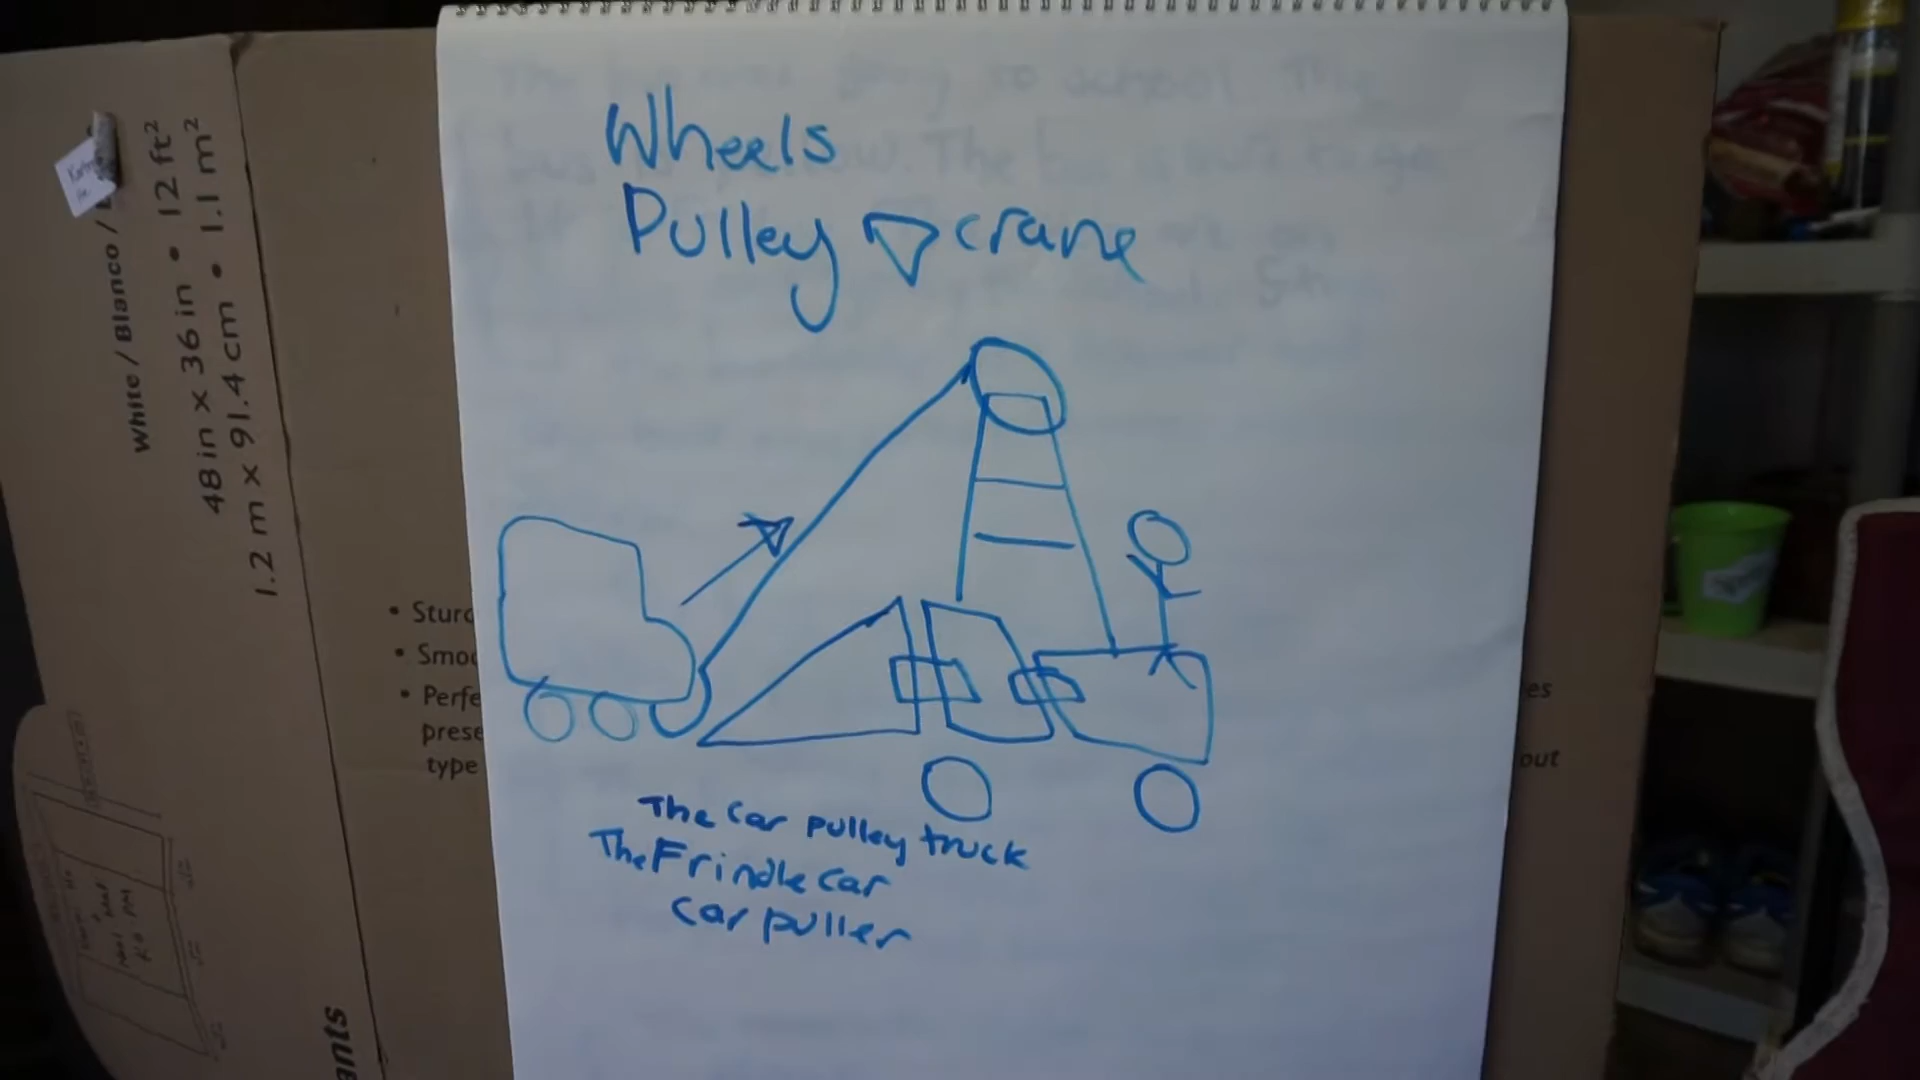 Wheels
Pulley crane
The car pulley truck
The Frindle car
car puller
White / Blanco /
48 in x 36 in • 12 ft²
1.2 m x 91.4 cm • 1.1 m²
• Sturd
• Smoo
• Perfe
prese
type
es
out
ants